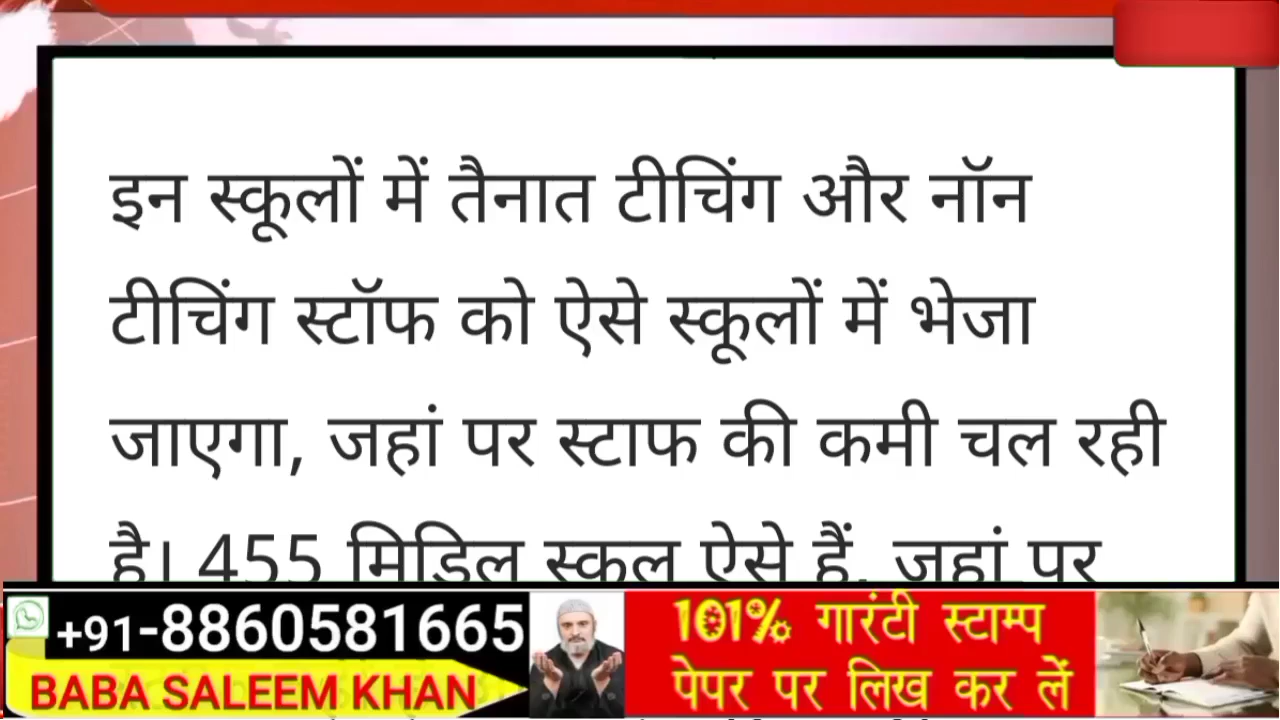 इन स्कूलों में तैनात टीचिंग और नॉन
टीचिंग स्टॉफ को ऐसे स्कूलों में भेजा
जाएगा, जहां पर स्टाफ की कमी चल रही
है। 455 मिडिल स्कूल ऐसे हैं, जहां पर
+91-8860581665
BABA SALEEM KHAN
101% गारंटी स्टाम्प
पेपर पर लिख कर लें